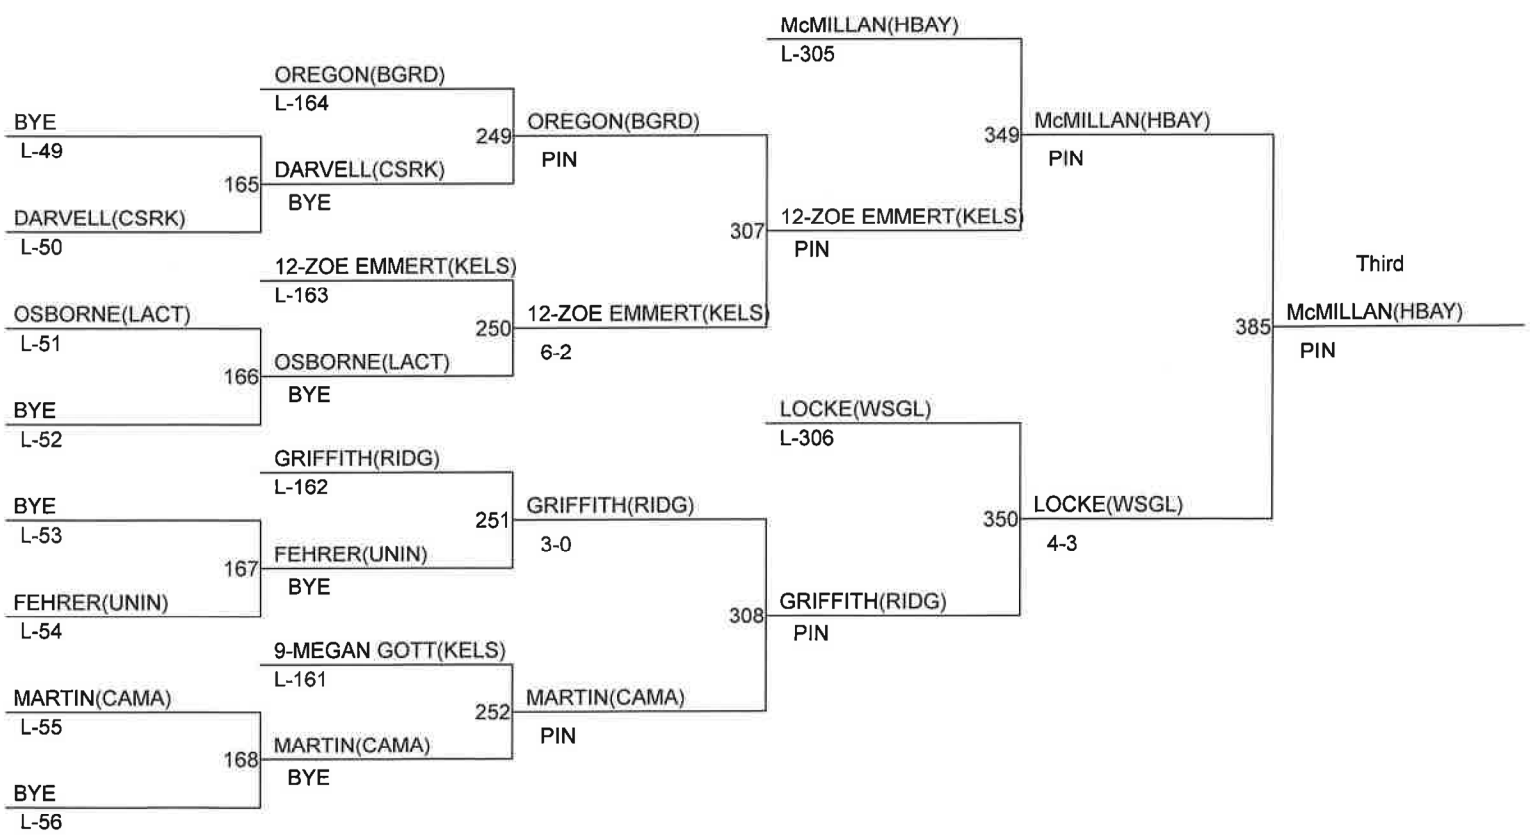 McMILLAN(HBAY)
L-305
OREGON(BGRD)
L-164
BYE
L-49
249
OREGON(BGRD)
PIN
349
McMILLAN(HBAY)
PIN
165
DARVELL(CSRK)
BYE
DARVELL(CSRK)
L-50
307
12-ZOE EMMERT(KELS)
PIN
12-ZOE EMMERT(KELS)
L-163
Third
OSBORNE(LACT)
L-51
250
12-ZOE EMMERT(KELS)
6-2
385
McMILLAN(HBAY)
PIN
166
OSBORNE(LACT)
BYE
BYE
L-52
LOCKE(WSGL)
L-306
GRIFFITH(RIDG)
L-162
BYE
L-53
251
GRIFFITH(RIDG)
3-0
350
LOCKE(WSGL)
4-3
167
FEHRER(UNIN)
BYE
FEHRER(UNIN)
L-54
308
GRIFFITH(RIDG)
PIN
9-MEGAN GOTT(KELS)
L-161
MARTIN(CAMA)
L-55
252
MARTIN(CAMA)
PIN
168
MARTIN(CAMA)
BYE
BYE
L-56